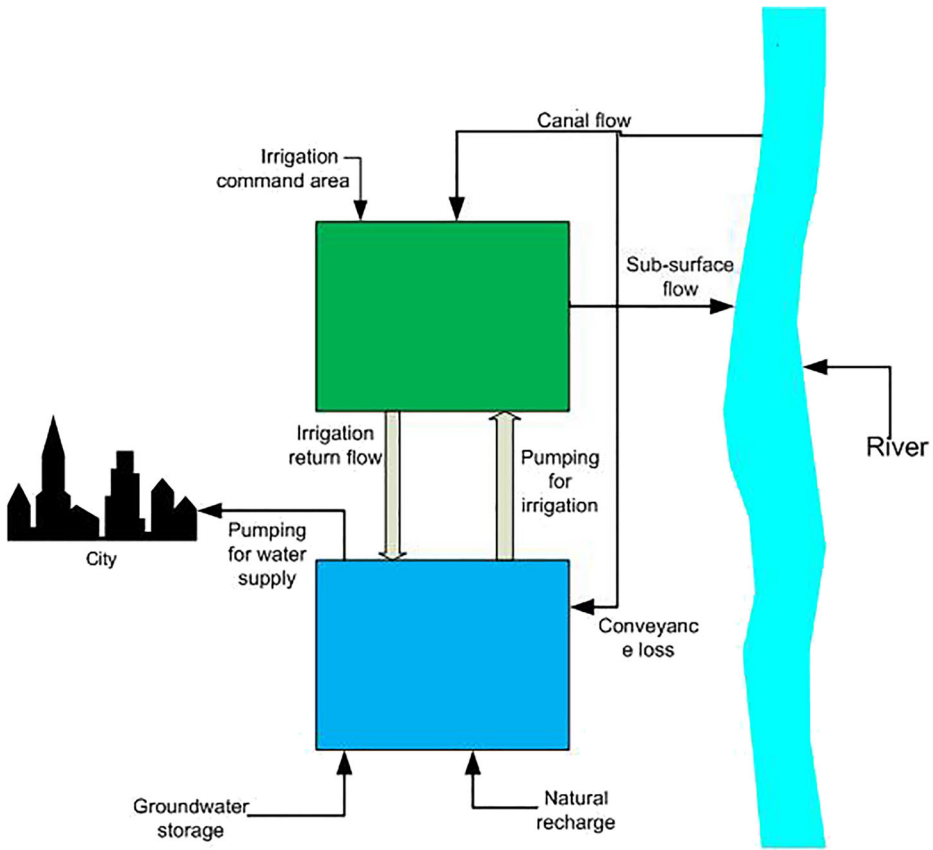 Canal flow
Irrigation
command area
Sub-surface
flow
River
Irrigation
return flow
Pumping
for
irrigation
Pumping
for water
supply
City
Conveyanc
e loss
Groundwater
storage
Natural
recharge